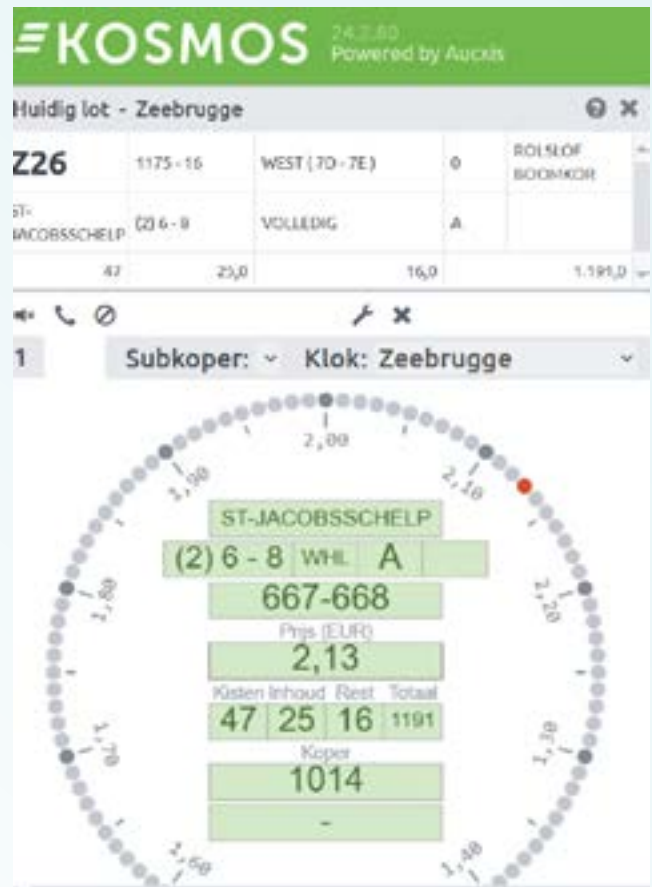 KOSMOS 24.2.80
Powered by Aucxis
Huidig lot - Zeebrugge
Z26 1175 - 16 WEST ( 7D - 7E ) 0 ROLSLOF BOOMKOR
ST-JACOBSSCHELP (2) 6 - 8 VOLLEDIG A
47 25,0 16,0 1.191,0
1 Subkoper: Klok: Zeebrugge
2,00
1,90 2,10
ST-JACOBSSCHELP
(2) 6 - 8 WHL A
1,80 667-668 2,20
Prijs (EUR)
2,13
Kisten Inhoud Rest Totaal
47 25 16 1191
1,70 Koper 1,30
1014
-
1,60 1,40